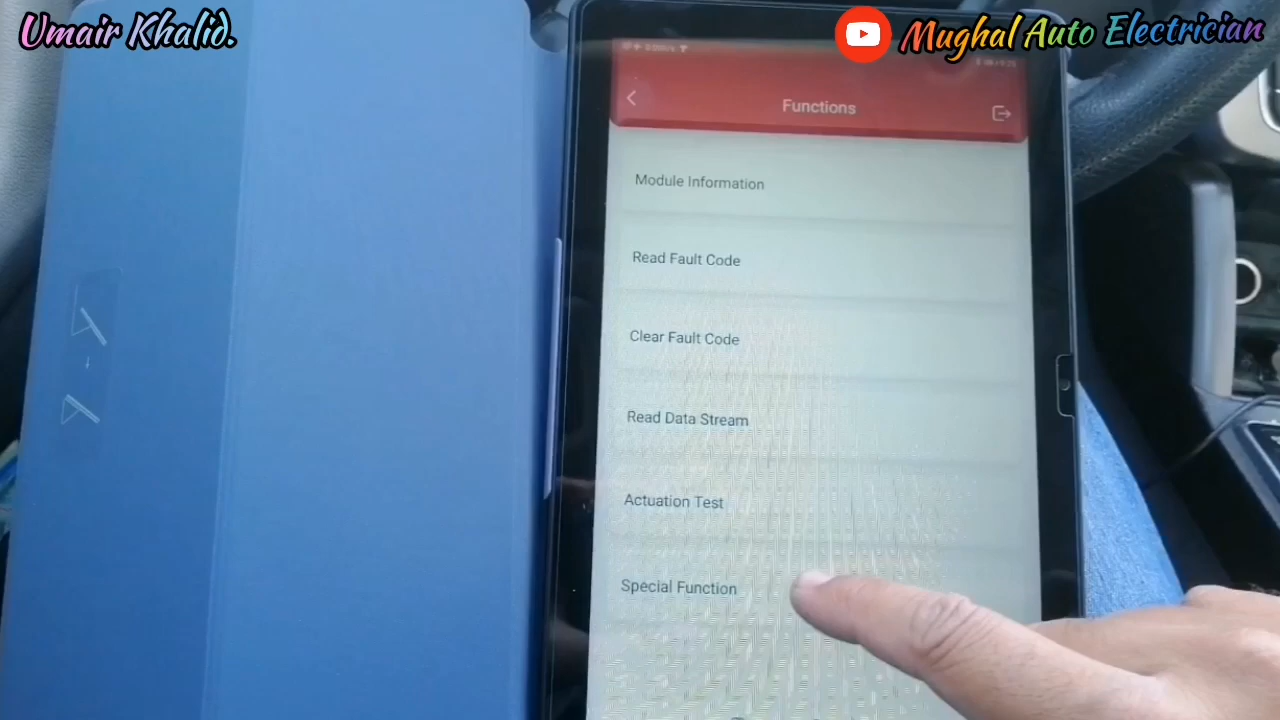 Umair Khalid.
Mughal Auto Electrician
Functions
Module Information
Read Fault Code
Clear Fault Code
Read Data Stream
Actuation Test
Special Function